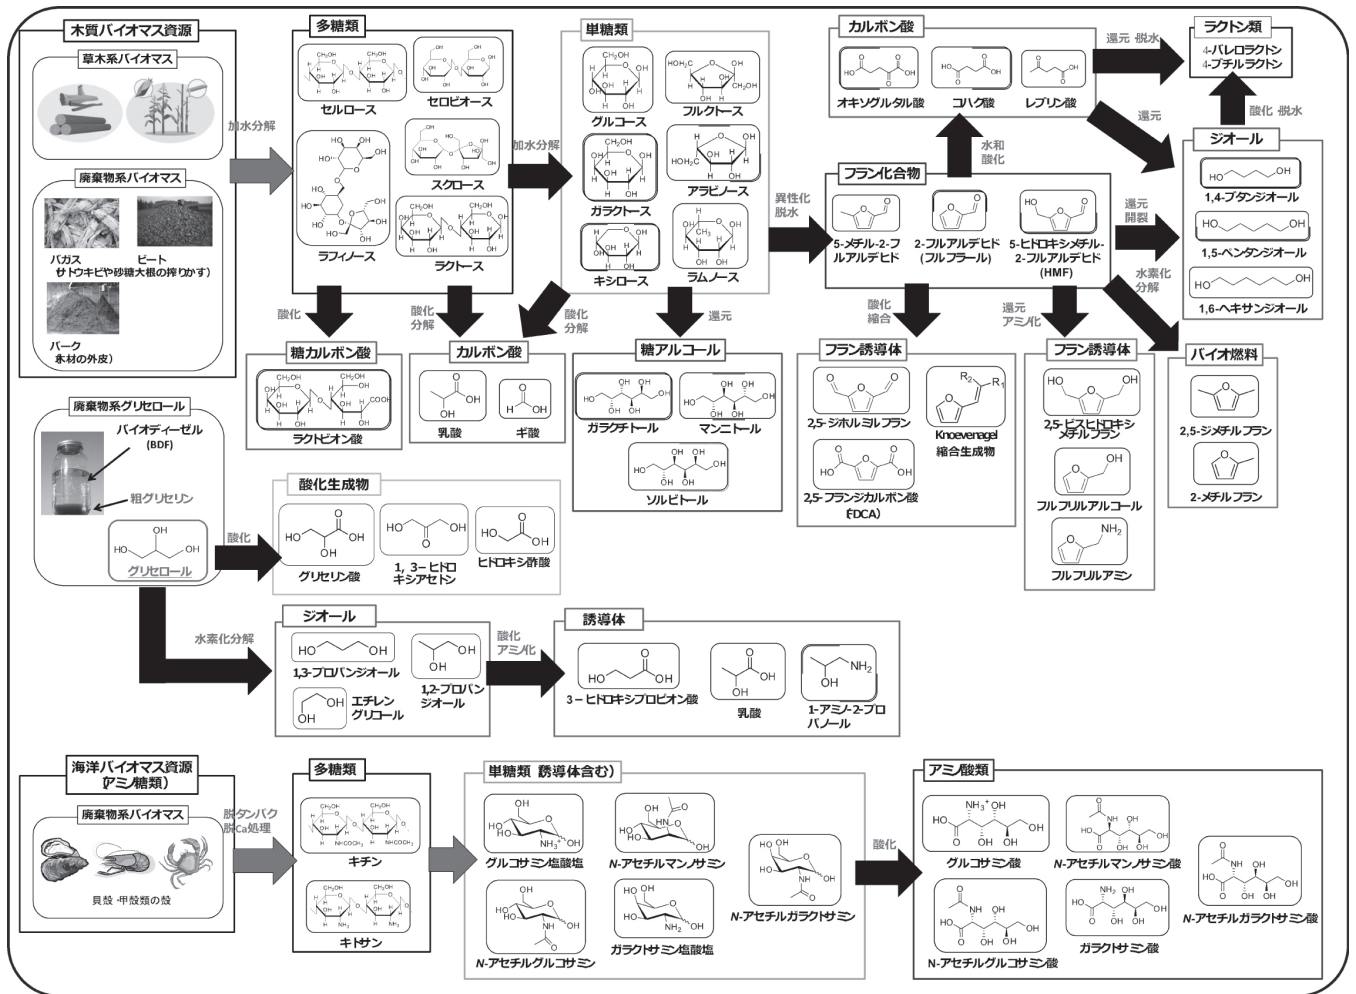 木質バイオマス資源
草木系バイオマス
廃棄物系バイオマス
バガス
ビート
サトウキビや砂糖大根の搾りかす）
バーク
木材の外皮）
加水分解
多糖類
セルロース
セロビオース
スクロース
ラフィノース
ラクトース
加水分解
単糖類
グルコース
フルクトース
ガラクトース
アラビノース
キシロース
ラムノース
異性化
脱水
カルボン酸
オキソグルタル酸
コハク酸
レブリン酸
還元・脱水
ラクトン類
4-バレロラクトン
4-ブチルラクトン
還元
酸化・脱水
水和
酸化
フラン化合物
5-メチル-2-フ
ルアルデヒド
2-フルアルデヒド
(フルフラール)
5-ヒドロキシメチル-
2-フルアルデヒド
(HMF)
還元
開裂
水素化
分解
ジオール
1,4-ブタンジオール
1,5-ペンタンジオール
1,6-ヘキサンジオール
酸化
酸化
分解
酸化
分解
還元
酸化
縮合
還元
アミノ化
糖カルボン酸
ラクトビオン酸
カルボン酸
乳酸
ギ酸
糖アルコール
ガラクチトール
マンニトール
ソルビトール
フラン誘導体
2,5-ジホルミルフラン
Knoevenagel
縮合生成物
2,5-フランジカルボン酸
(FDCA)
フラン誘導体
2,5-ビスヒドロキシ
メチルフラン
フルフリルアルコール
フルフリルアミン
バイオ燃料
2,5-ジメチルフラン
2-メチルフラン
廃棄物系グリセロール
バイオディーゼル
(BDF)
粗グリセリン
グリセロール
酸化
酸化生成物
グリセリン酸
1, 3－ヒドロ
キシアセトン
ヒドロキシ酢酸
水素化分解
ジオール
1,3-プロパンジオール
エチレン
グリコール
1,2-プロパン
ジオール
酸化
アミノ化
誘導体
3－ヒドロキシプロピオン酸
乳酸
1-アミノ-2-プロ
パノール
海洋バイオマス資源
(アミノ糖類)
廃棄物系バイオマス
貝殻・甲殻類の殻
脱タンパク
脱Ca処理
多糖類
キチン
キトサン
単糖類 誘導体含む)
グルコサミン塩酸塩
N-アセチルマンノサミン
N-アセチルガラクトサミン
N-アセチルグルコサミン
ガラクトサミン塩酸塩
酸化
アミノ酸類
グルコサミン酸
N-アセチルマンノサミン酸
N-アセチルガラクトサミン酸
N-アセチルグルコサミン酸
ガラクトサミン酸